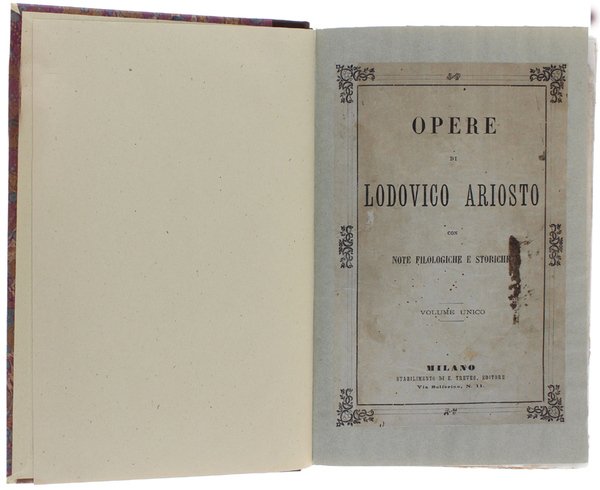 OPERE
DI
LODOVICO ARIOSTO
CON
NOTE FILOLOGICHE E STORICHE
VOLUME UNICO
MILANO
STABILIMENTO DI E. TREVES, EDITORE
Via Solferino, N. 11.